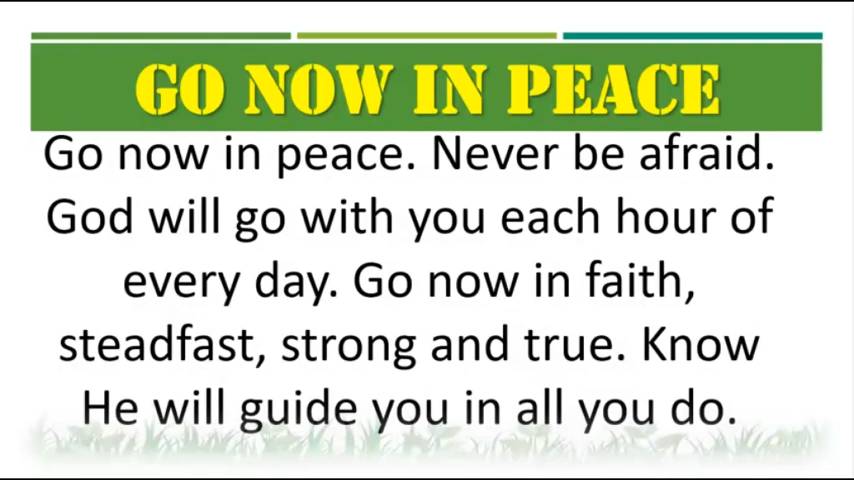 GO NOW IN PEACE
Go now in peace. Never be afraid.
God will go with you each hour of
every day. Go now in faith,
steadfast, strong and true. Know
He will guide you in all you do.